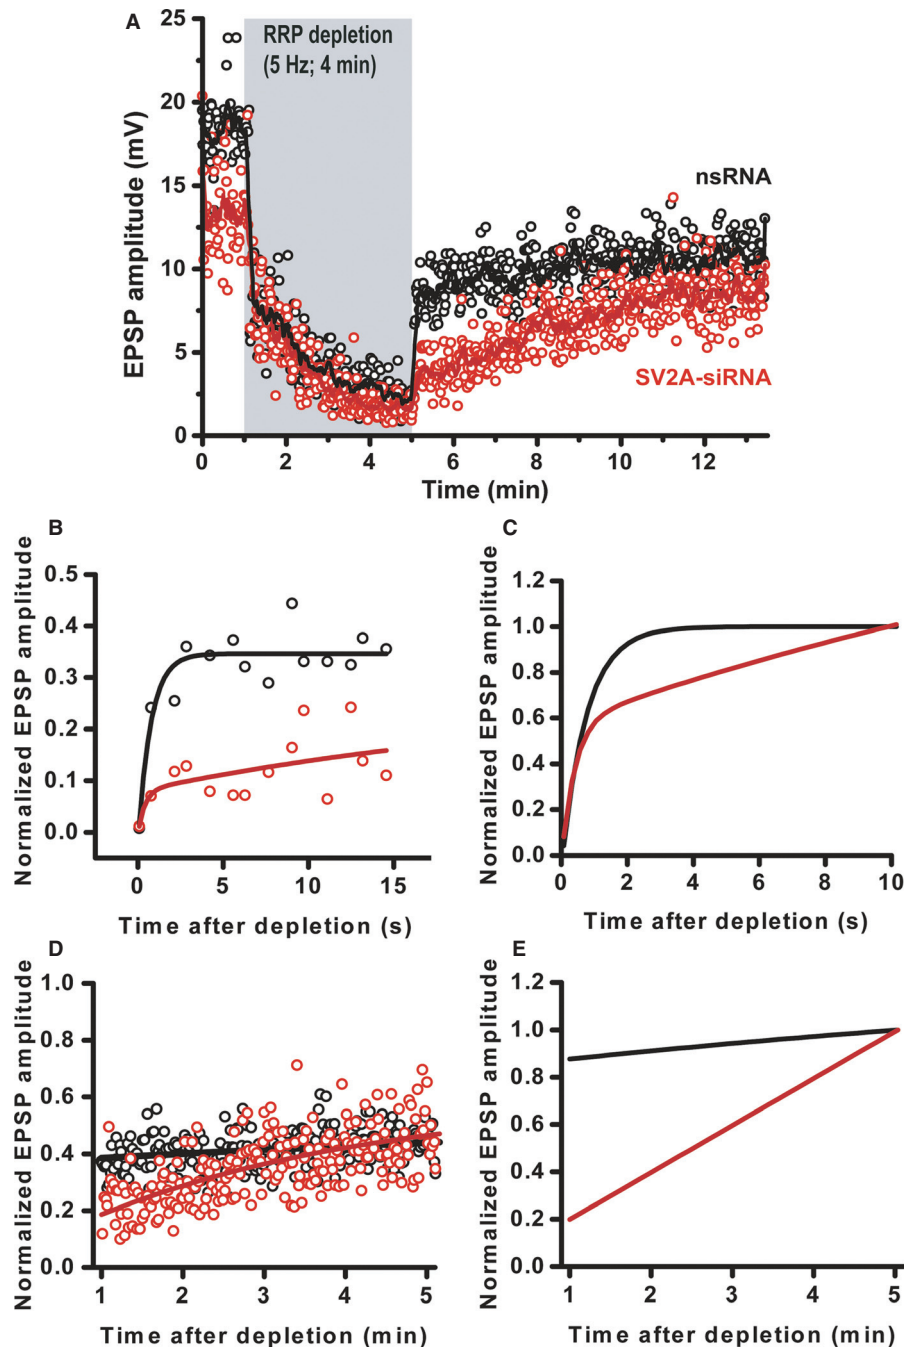 A
25
20
15
10
5
0
EPSP amplitude (mV)
RRP depletion
(5 Hz; 4 min)
nsRNA
SV2A-siRNA
0 2 4 6 8 10 12
Time (min)
B
0.5
0.4
0.3
0.2
0.1
0.0
Normalized EPSP amplitude
0 5 10 15
Time after depletion (s)
C
1.2
1.0
0.8
0.6
0.4
0.2
0.0
Normalized EPSP amplitude
0 2 4 6 8 10
Time after depletion (s)
D
1.0
0.8
0.6
0.4
0.2
0.0
Normalized EPSP amplitude
1 2 3 4 5
Time after depletion (min)
E
1.2
1.0
0.8
0.6
0.4
0.2
0.0
Normalized EPSP amplitude
1 2 3 4 5
Time after depletion (min)